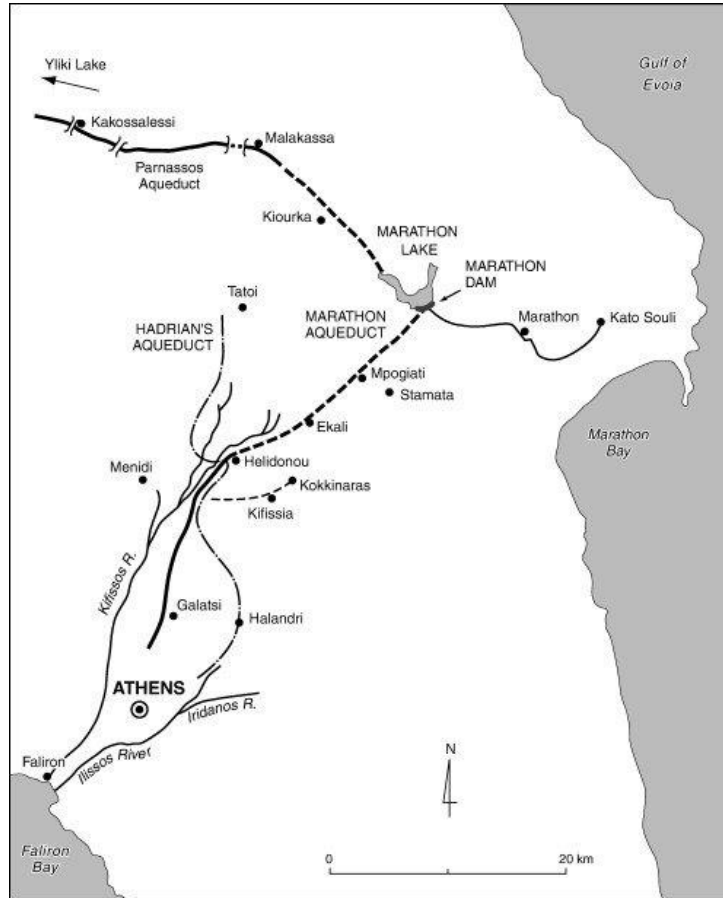 Yliki Lake
Gulf of
Evoia
Kakossalessi
Malakassa
Parnassos
Aqueduct
Kiourka
MARATHON
LAKE
MARATHON
DAM
Tatoi
HADRIAN'S
AQUEDUCT
MARATHON
AQUEDUCT
Marathon
Kato Souli
Mpogiati
Stamata
Ekali
Marathon
Bay
Menidi
Helidonou
Kokkinaras
Kifissia
Kifissos R.
Galatsi
Halandri
ATHENS
Iridanos R.
Ilissos River
Faliron
N
Faliron
Bay
0
20 km